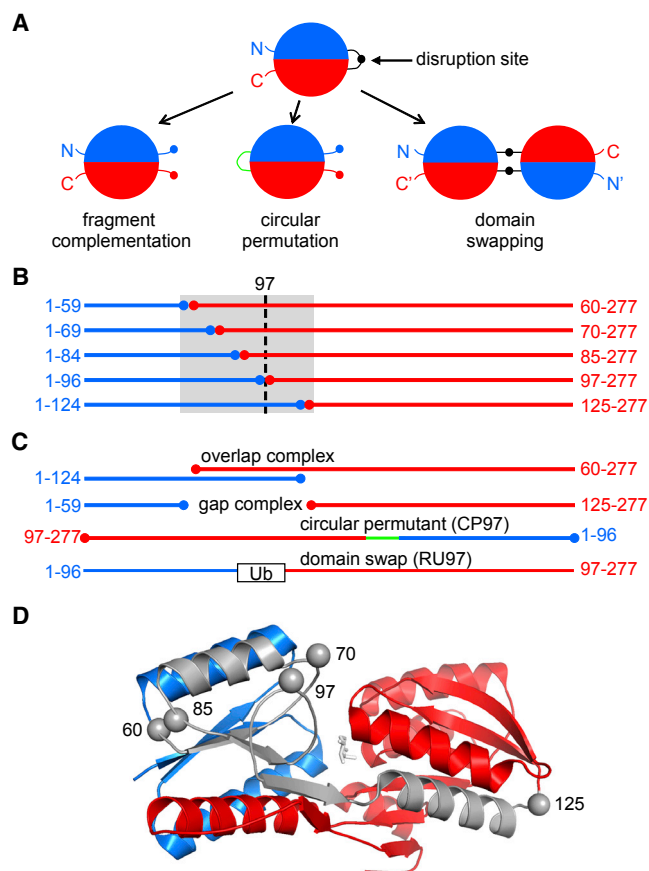 A
N
C
disruption site
N
C
N
C'
C
N'
fragment
complementation
circular
permutation
domain
swapping
B
97
1-59
60-277
1-69
70-277
1-84
85-277
1-96
97-277
1-124
125-277
C
overlap complex
1-124
60-277
1-59
gap complex
125-277
97-277
circular permutant (CP97)
1-96
1-96
Ub
domain swap (RU97)
97-277
D
70
97
85
60
125